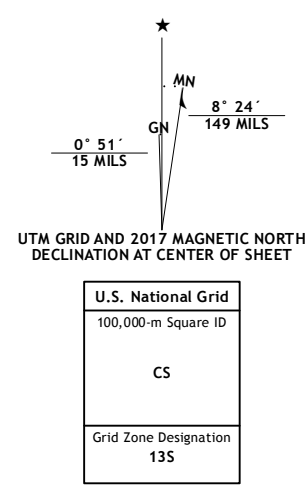 MN
8° 24´
149 MILS
GN
0° 51´
15 MILS
UTM GRID AND 2017 MAGNETIC NORTH
DECLINATION AT CENTER OF SHEET
U.S. National Grid
100,000-m Square ID
CS
Grid Zone Designation
13S